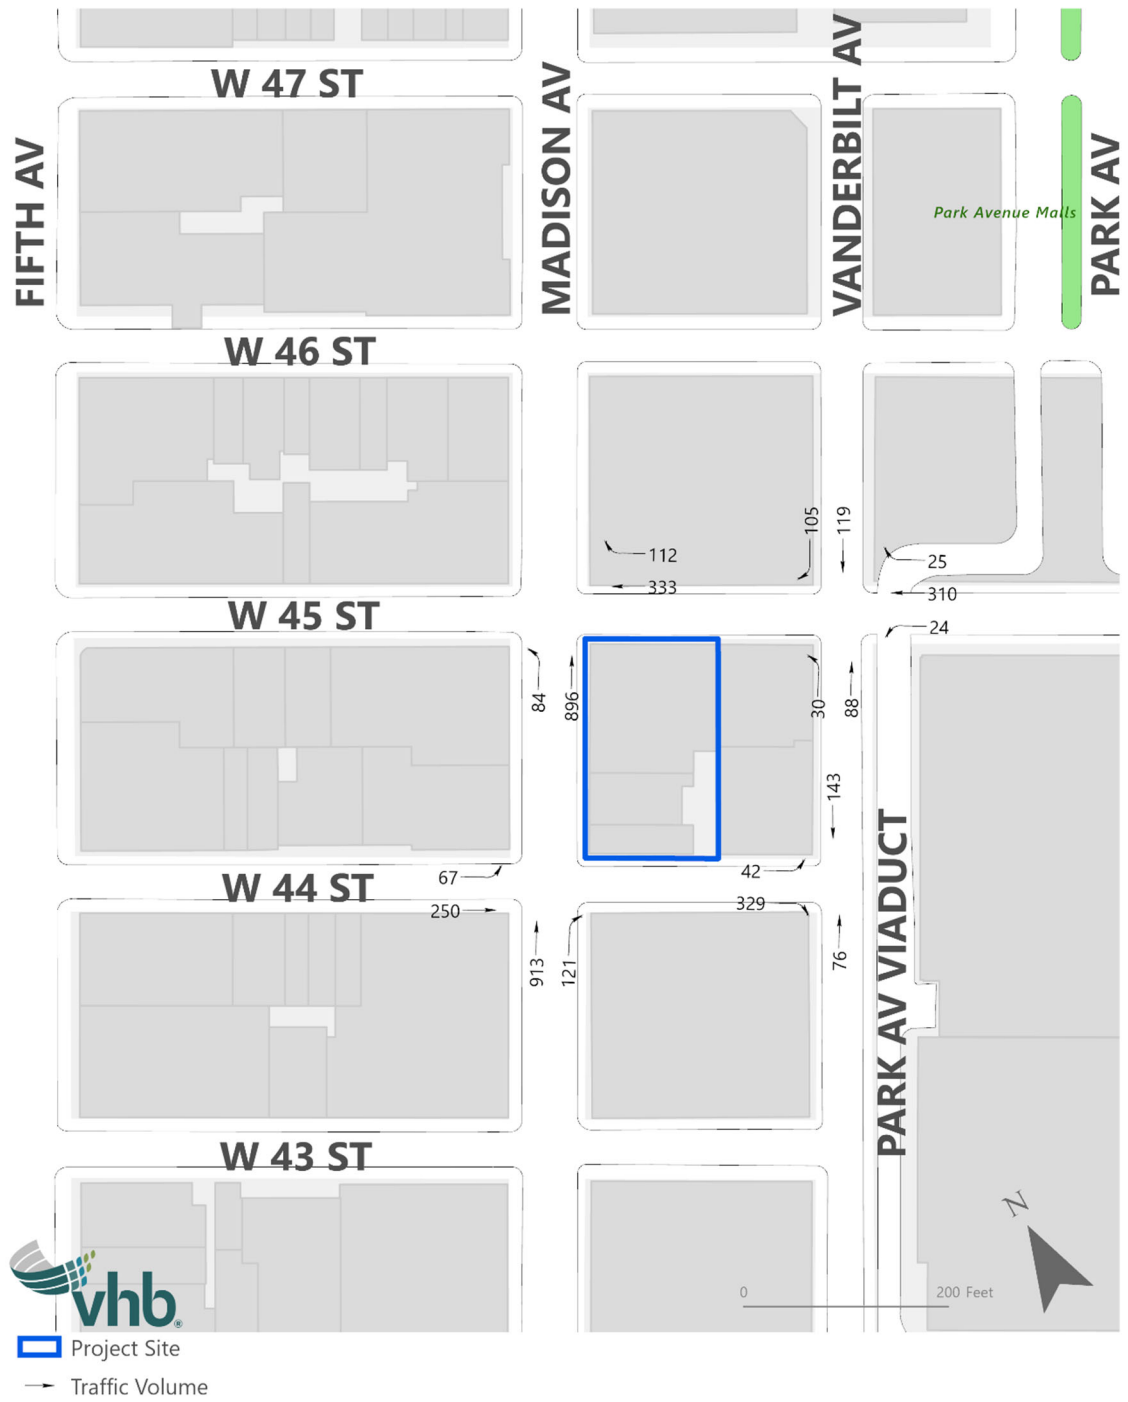 W 47 ST
FIFTH AV
MADISON AV
VANDERBILT AV
PARK AV
Park Avenue Malls
W 46 ST
105
119
112
25
333
310
W 45 ST
24
84
896
30
88
143
67
42
W 44 ST
250
329
913
121
76
PARK AV VIADUCT
W 43 ST
N
0
200 Feet
vhb®
Project Site
Traffic Volume